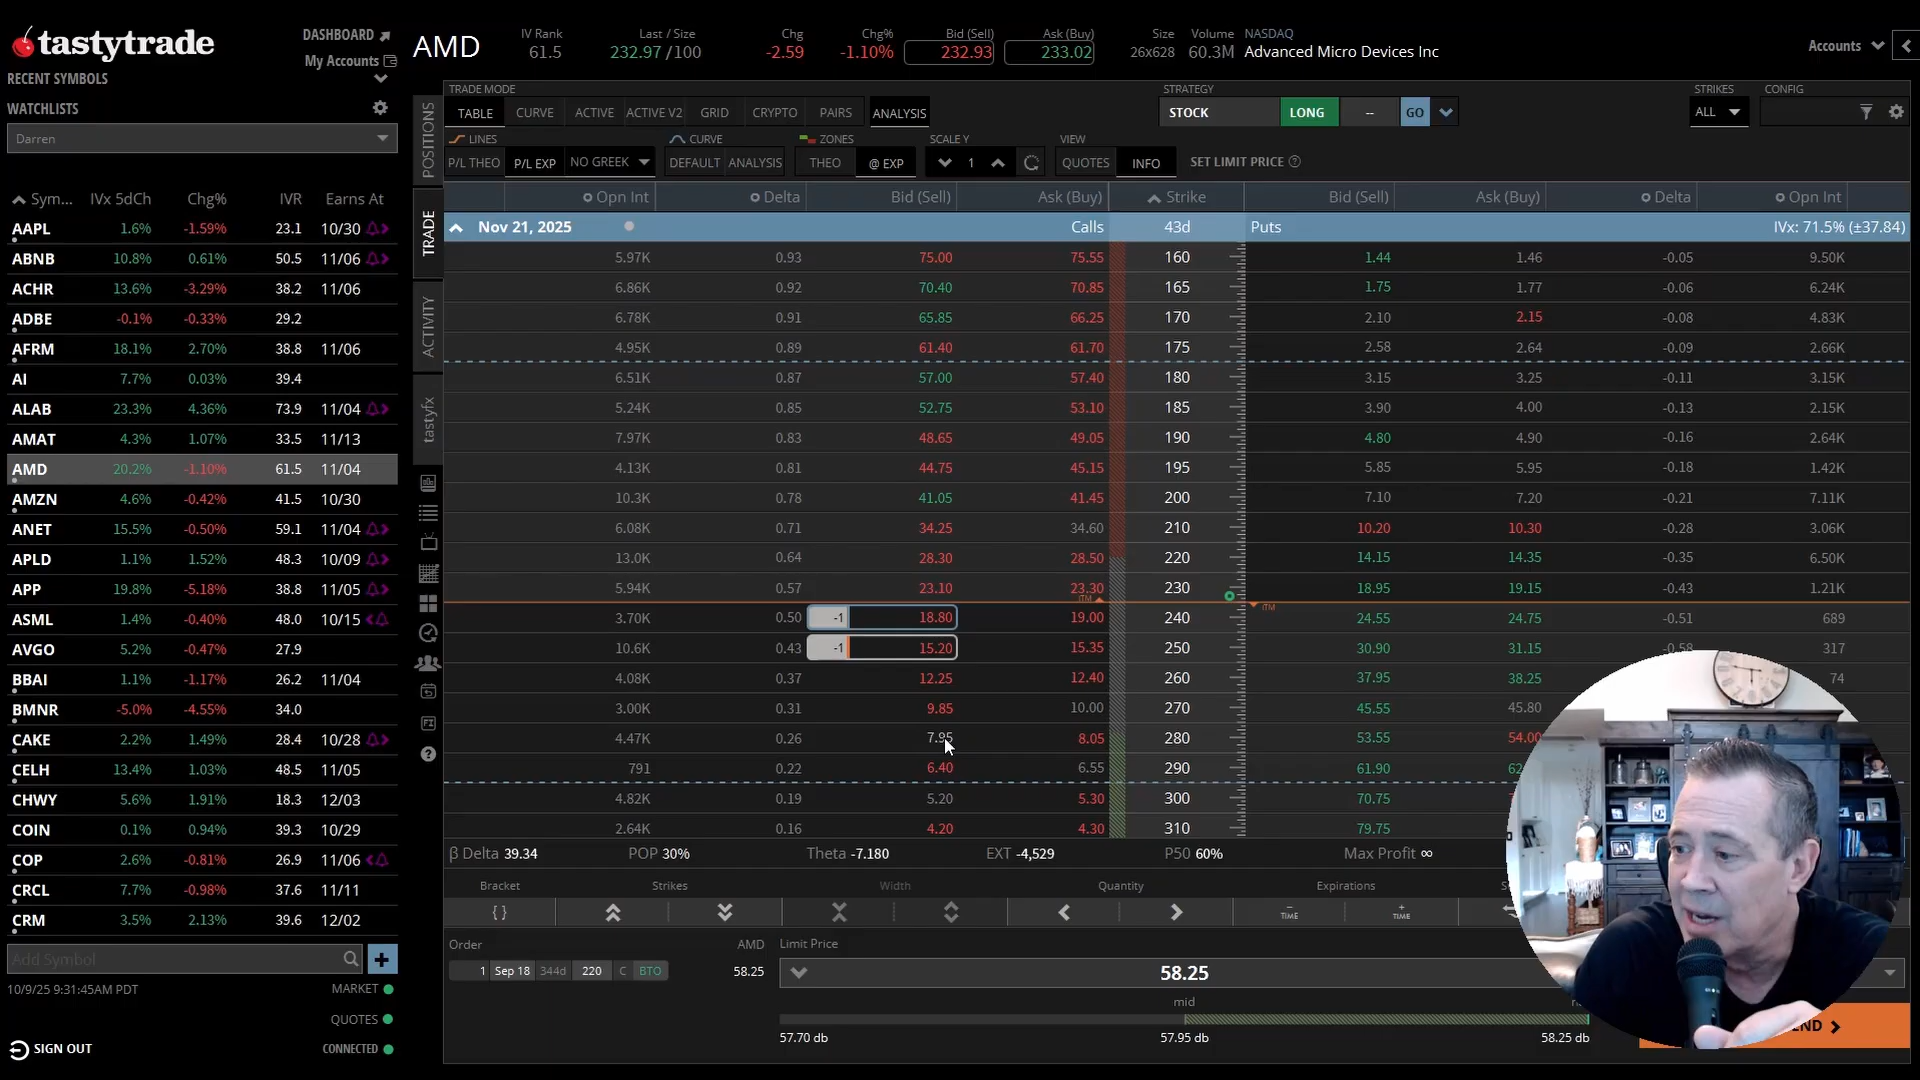 tastytrade
DASHBOARD
My Accounts
RECENT SYMBOLS
WATCHLISTS
Darren
Sym... IVx 5dCh Chg% IVR Earns At
AAPL 1.6% -1.59% 23.1 10/30
ABNB 10.8% 0.61% 50.5 11/06
ACHR 13.6% -3.29% 38.2 11/06
ADBE -0.1% -0.33% 29.2
AFRM 18.1% 2.70% 38.8 11/06
AI 7.7% 0.03% 39.4
ALAB 23.3% 4.36% 73.9 11/04
AMAT 4.3% 1.07% 33.5 11/13
AMD 20.2% -1.10% 61.5 11/04
AMZN 4.6% -0.42% 41.5 10/30
ANET 15.5% -0.50% 59.1 11/04
APLD 1.1% 1.52% 48.3 10/09
APP 19.8% -5.18% 38.8 11/05
ASML 1.4% -0.40% 48.0 10/15
AVGO 5.2% -0.47% 27.9
BBAI 1.1% -1.17% 26.2 11/04
BMNR -5.0% -4.55% 34.0
CAKE 2.2% 1.49% 28.4 10/28
CELH 13.4% 1.03% 48.5 11/05
CHWY 5.6% 1.91% 18.3 12/03
COIN 0.1% 0.94% 39.3 10/29
COP 2.6% -0.81% 26.9 11/06
CRCL 7.7% -0.98% 37.6 11/11
CRM 3.5% 2.13% 39.6 12/02
Add Symbol
10/9/25 9:31:45AM PDT MARKET
QUOTES
SIGN OUT CONNECTED
AMD
IV Rank Last / Size Chg Chg% Bid (Sell) Ask (Buy) Size Volume NASDAQ
61.5 232.97 /100 -2.59 -1.10% 232.93 233.02 26x628 60.3M Advanced Micro Devices Inc
Accounts
POSITIONS
TRADE
ACTIVITY
tastyfx
TRADE MODE STRATEGY STRIKES CONFIG
TABLE CURVE ACTIVE ACTIVE V2 GRID CRYPTO PAIRS ANALYSIS STOCK LONG -- GO ALL
LINES CURVE ZONES SCALE Y VIEW
P/L THEO P/L EXP NO GREEK DEFAULT ANALYSIS THEO @ EXP 1 QUOTES INFO SET LIMIT PRICE
Opn Int Delta Bid (Sell) Ask (Buy) Strike Bid (Sell) Ask (Buy) Delta Opn Int
Nov 21, 2025 Calls 43d Puts IVx: 71.5% (±37.84)
5.97K 0.93 75.00 75.55 160 1.44 1.46 -0.05 9.50K
6.86K 0.92 70.40 70.85 165 1.75 1.77 -0.06 6.24K
6.78K 0.91 65.85 66.25 170 2.10 2.15 -0.08 4.83K
4.95K 0.89 61.40 61.70 175 2.58 2.64 -0.09 2.66K
6.51K 0.87 57.00 57.40 180 3.15 3.25 -0.11 3.15K
5.24K 0.85 52.75 53.10 185 3.90 4.00 -0.13 2.15K
7.97K 0.83 48.65 49.05 190 4.80 4.90 -0.16 2.64K
4.13K 0.81 44.75 45.15 195 5.85 5.95 -0.18 1.42K
10.3K 0.78 41.05 41.45 200 7.10 7.20 -0.21 7.11K
6.08K 0.71 34.25 34.60 210 10.20 10.30 -0.28 3.06K
13.0K 0.64 28.30 28.50 220 14.15 14.35 -0.35 6.50K
5.94K 0.57 23.10 23.30 230 18.95 19.15 -0.43 1.21K
ITM ITM
3.70K 0.50 -1 18.80 19.00 240 24.55 24.75 -0.51 689
10.6K 0.43 -1 15.20 15.35 250 30.90 31.15 -0.58 317
4.08K 0.37 12.25 12.40 260 37.95 38.25 74
3.00K 0.31 9.85 10.00 270 45.55 45.80
4.47K 0.26 7.95 8.05 280 53.55 54.00
791 0.22 6.40 6.55 290 61.90 62
4.82K 0.19 5.20 5.30 300 70.75
2.64K 0.16 4.20 4.30 310 79.75
β Delta 39.34 POP 30% Theta -7.180 EXT -4,529 P50 60% Max Profit ∞
Bracket Strikes Width Quantity Expirations
{ } TIME TIME
Order AMD Limit Price
1 Sep 18 344d 220 C BTO 58.25 58.25
mid
57.70 db 57.95 db 58.25 db